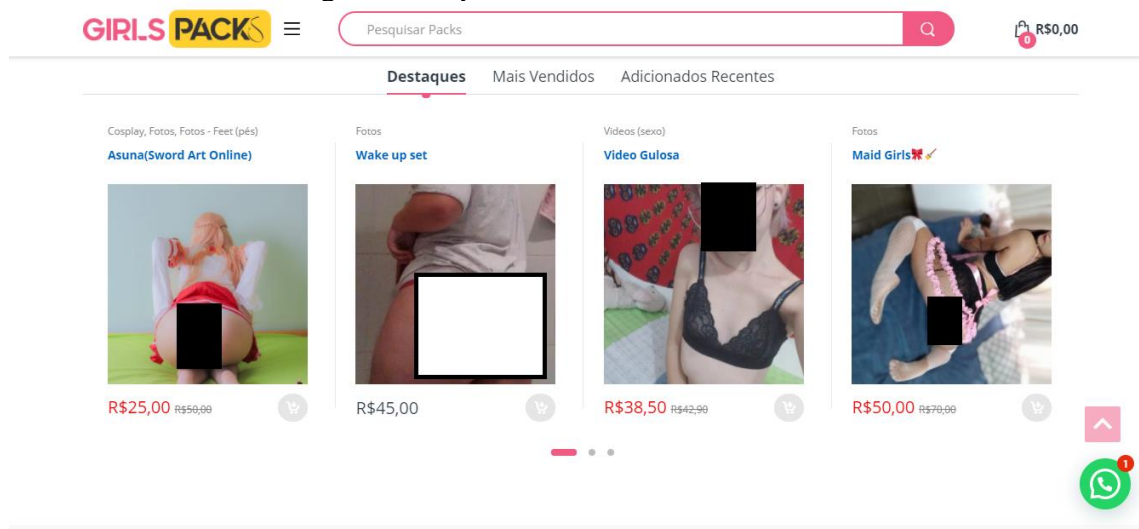 GIRLS PACKS
Pesquisar Packs
0
R$0,00
Destaques
Mais Vendidos
Adicionados Recentes
Cosplay, Fotos, Fotos - Feet (pés)
Asuna(Sword Art Online)
R$25,00 R$50,00
Fotos
Wake up set
R$45,00
Videos (sexo)
Video Gulosa
R$38,50 R$42,90
Fotos
Maid Girls🎀🧹
R$50,00 R$70,00
1